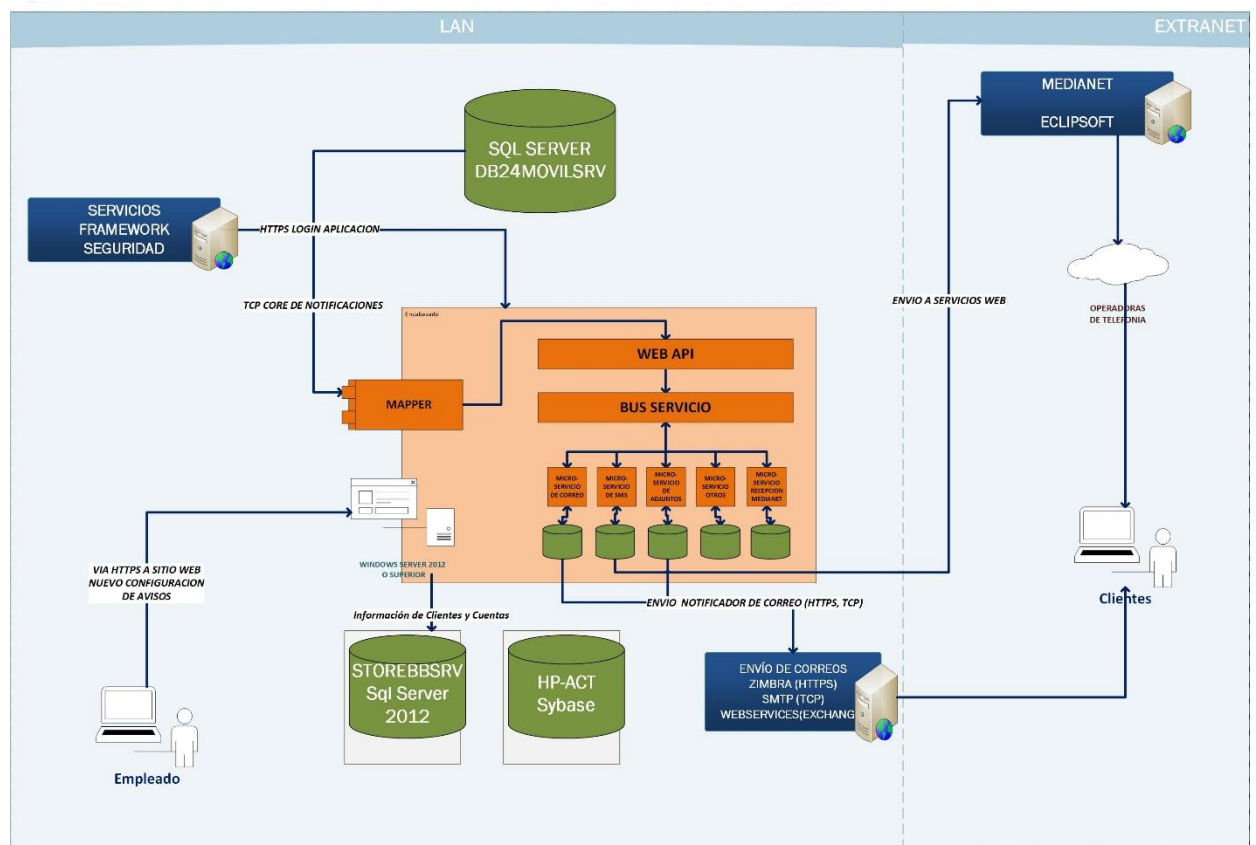 LAN
EXTRANET
MEDIANET
ECLIPSOFT
SQL SERVER
DB24MOVILSRV
SERVICIOS
FRAMEWORK
SEGURIDAD
HTTPS LOGIN APLICACION
TCP CORE DE NOTIFICACIONES
ENVIO A SERVICIOS WEB
OPERADORAS
DE TELEFONIA
Encabezado
WEB API
MAPPER
BUS SERVICIO
MICRO-
SERVICIO
DE CORREO
MICRO-
SERVICIO
DE SMS
MICRO-
SERVICIO
DE
ADJUNTOS
MICRO-
SERVICIO
OTROS
MICRO-
SERVICIO
RECEPCION
MEDIANET
WINDOWS SERVER 2012
O SUPERIOR
VIA HTTPS A SITIO WEB
NUEVO CONFIGURACION
DE AVISOS
Información de Clientes y Cuentas
ENVIO NOTIFICADOR DE CORREO (HTTPS, TCP)
Clientes
STOREBBSRV
Sql Server
2012
HP-ACT
Sybase
ENVÍO DE CORREOS
ZIMBRA (HTTPS)
SMTP (TCP)
WEBSERVICES(EXCHANG
Empleado